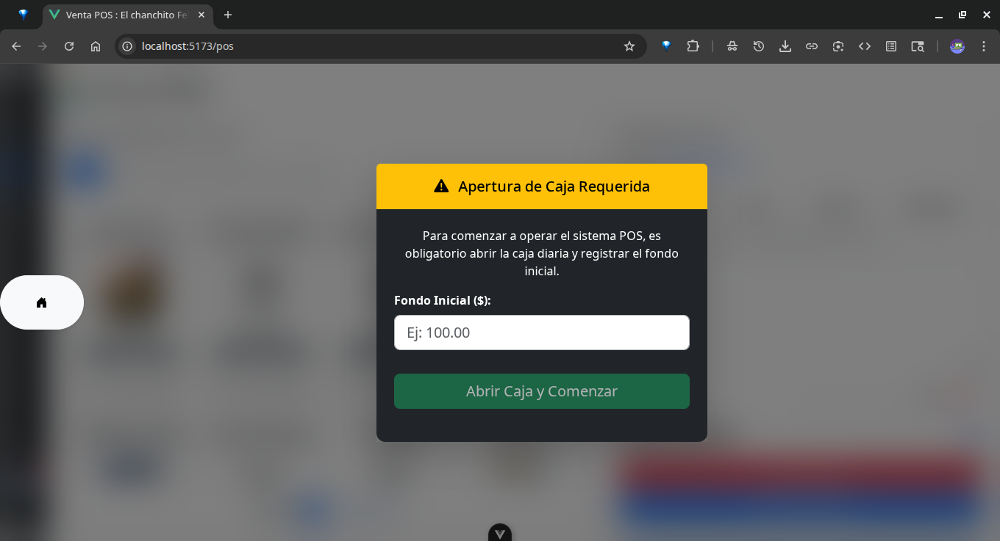 Venta POS : El chanchito Fe
localhost:5173/pos
Apertura de Caja Requerida
Para comenzar a operar el sistema POS, es
obligatorio abrir la caja diaria y registrar el fondo
inicial.
Fondo Inicial ($):
Ej: 100.00
Abrir Caja y Comenzar